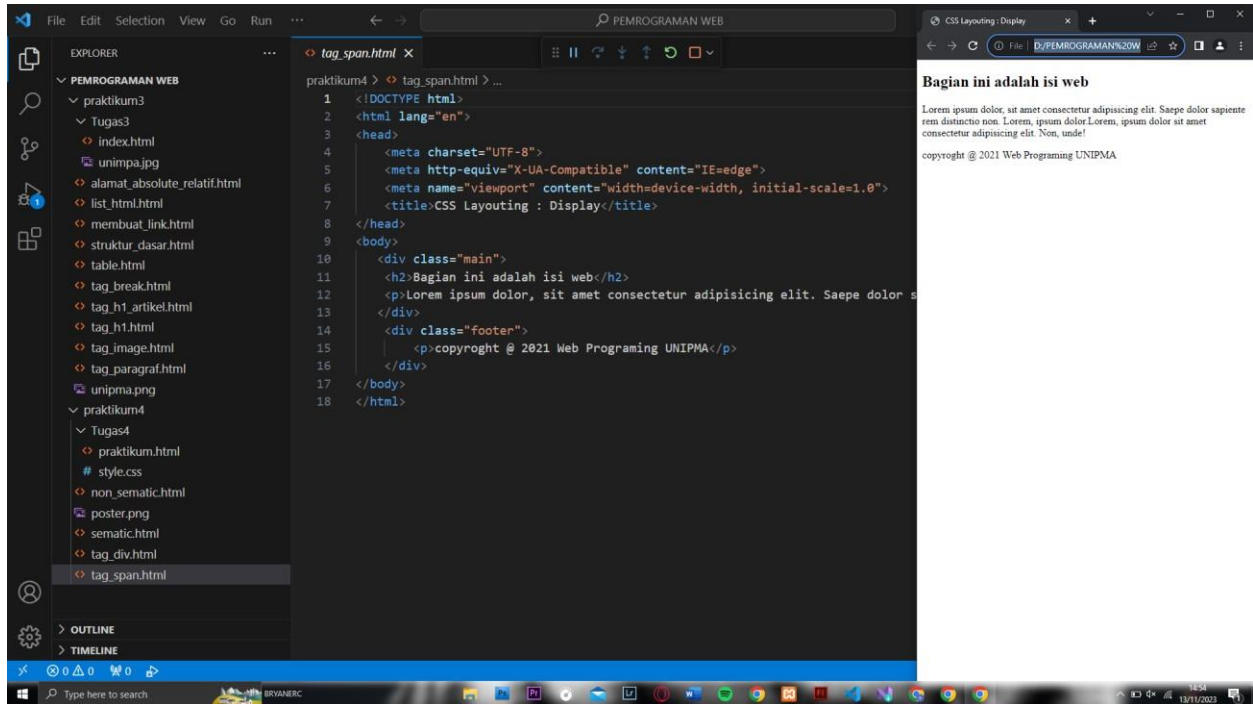 File Edit Selection View Go Run ···
PEMROGRAMAN WEB
EXPLORER ···
PEMROGRAMAN WEB
praktikum3
Tugas3
index.html
unimpa.jpg
alamat_absolute_relatif.html
list_html.html
membuat_link.html
struktur_dasar.html
table.html
tag_break.html
tag_h1_artikel.html
tag_h1.html
tag_image.html
tag_paragraf.html
unipma.png
praktikum4
Tugas4
praktikum.html
# style.css
non_sematic.html
poster.png
sematic.html
tag_div.html
tag_span.html
OUTLINE
TIMELINE
1
tag_span.html
praktikum4 > tag_span.html > ...
1 <!DOCTYPE html>
2 <html lang="en">
3 <head>
4 <meta charset="UTF-8">
5 <meta http-equiv="X-UA-Compatible" content="IE=edge">
6 <meta name="viewport" content="width=device-width, initial-scale=1.0">
7 <title>CSS Layouting : Display</title>
8 </head>
9 <body>
10 <div class="main">
11 <h2>Bagian ini adalah isi web</h2>
12 <p>Lorem ipsum dolor, sit amet consectetur adipisicing elit. Saepe dolor s
13 </div>
14 <div class="footer">
15 <p>copyroght @ 2021 Web Programing UNIPMA</p>
16 </div>
17 </body>
18 </html>
0 0 0
CSS Layouting : Display
File D:/PEMROGRAMAN%20W
Bagian ini adalah isi web
Lorem ipsum dolor, sit amet consectetur adipisicing elit. Saepe dolor sapiente
rem distinctio non. Lorem, ipsum dolor.Lorem, ipsum dolor sit amet
consectetur adipisicing elit. Non, unde!
copyroght @ 2021 Web Programing UNIPMA
Type here to search
BRYANERC
Ps Pr Lr
14:54
13/11/2023